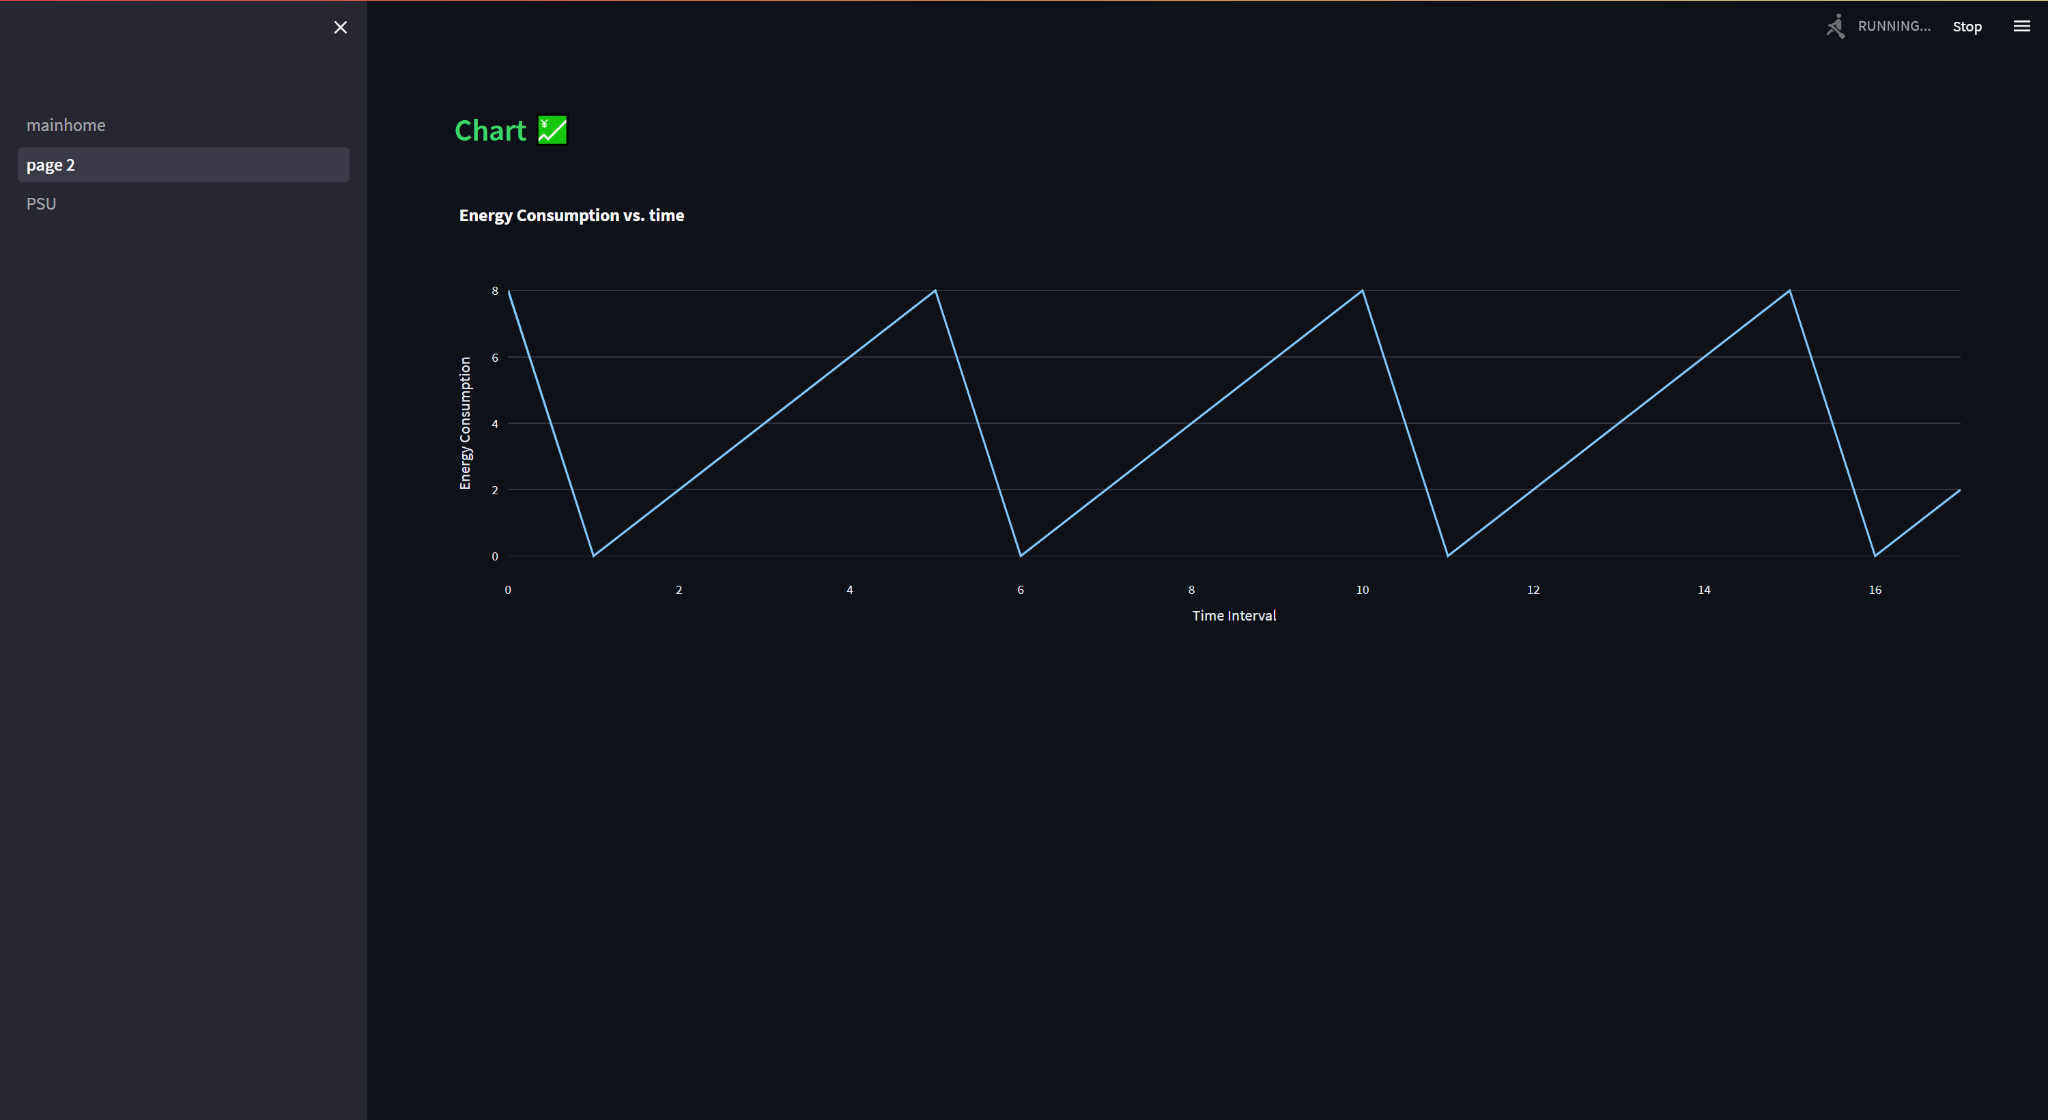 RUNNING... Stop
mainhome
page 2
PSU
Chart 💹
Energy Consumption vs. time
8
6
4
2
0
Energy Consumption
0 2 4 6 8 10 12 14 16
Time Interval